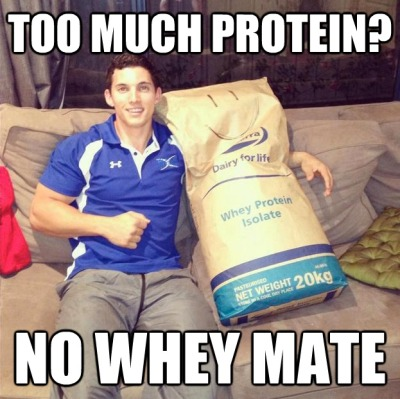 TOO MUCH PROTEIN?
Dairy for life
Whey Protein
Isolate
NET WEIGHT 20kg
NO WHEY MATE